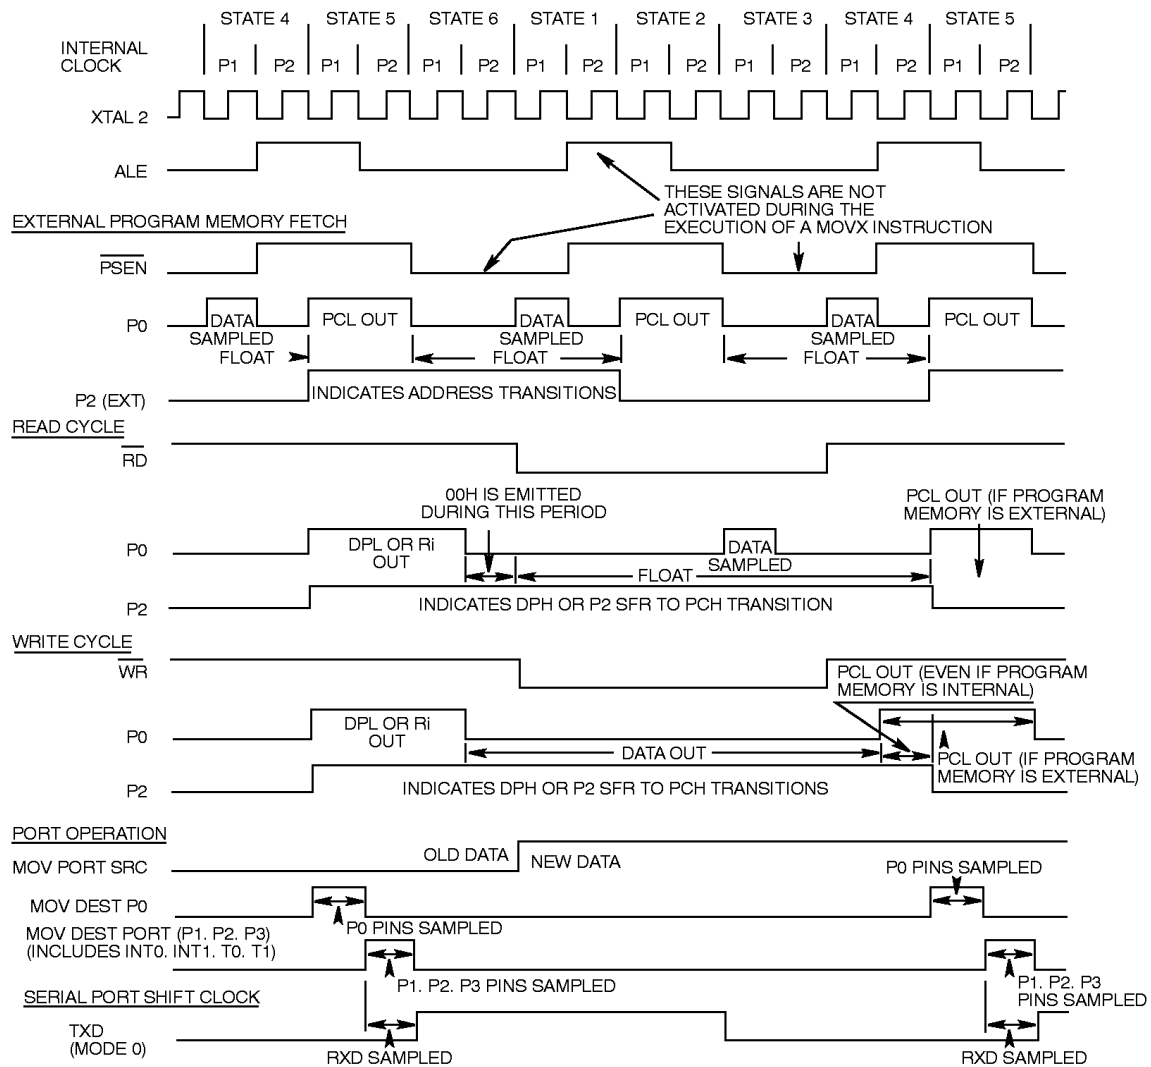 STATE 4 STATE 5 STATE 6 STATE 1 STATE 2 STATE 3 STATE 4 STATE 5
INTERNAL
CLOCK
P1 P2 P1 P2 P1 P2 P1 P2 P1 P2 P1 P2 P1 P2 P1 P2
XTAL 2
ALE
THESE SIGNALS ARE NOT
ACTIVATED DURING THE
EXECUTION OF A MOVX INSTRUCTION
EXTERNAL PROGRAM MEMORY FETCH
PSEN
P0
DATA PCL OUT DATA PCL OUT DATA PCL OUT
SAMPLED SAMPLED SAMPLED
FLOAT FLOAT FLOAT
P2 (EXT)
INDICATES ADDRESS TRANSITIONS
READ CYCLE
RD
00H IS EMITTED
DURING THIS PERIOD
PCL OUT (IF PROGRAM
MEMORY IS EXTERNAL)
P0
DPL OR Ri
OUT
DATA
SAMPLED
FLOAT
P2
INDICATES DPH OR P2 SFR TO PCH TRANSITION
WRITE CYCLE
WR
PCL OUT (EVEN IF PROGRAM
MEMORY IS INTERNAL)
P0
DPL OR Ri
OUT
DATA OUT
PCL OUT (IF PROGRAM
MEMORY IS EXTERNAL)
P2
INDICATES DPH OR P2 SFR TO PCH TRANSITIONS
PORT OPERATION
MOV PORT SRC
OLD DATA
NEW DATA
P0 PINS SAMPLED
MOV DEST P0
P0 PINS SAMPLED
MOV DEST PORT (P1. P2. P3)
(INCLUDES INT0. INT1. T0. T1)
P1. P2. P3 PINS SAMPLED
P1. P2. P3
PINS SAMPLED
SERIAL PORT SHIFT CLOCK
TXD
(MODE 0)
RXD SAMPLED
RXD SAMPLED